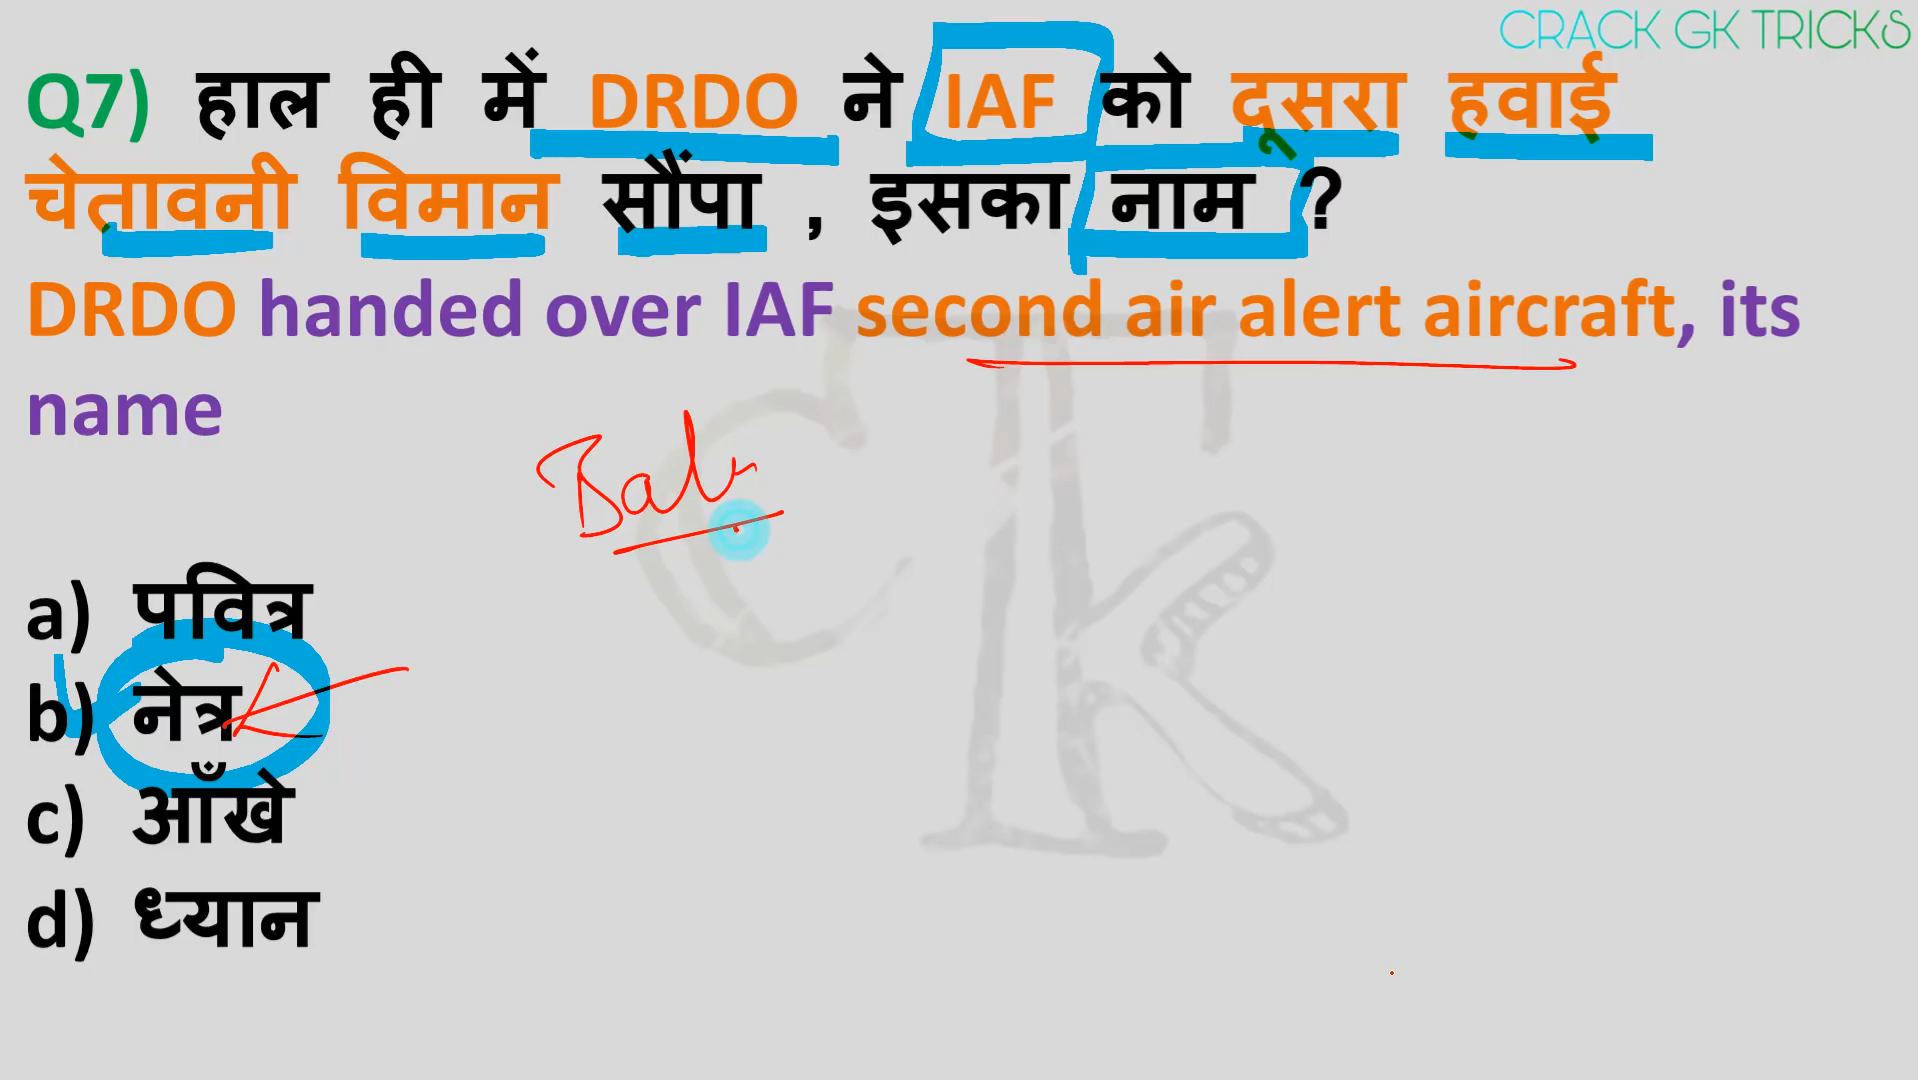 CRACK GK TRICKS
Q7) हाल ही में DRDO ने IAF को दूसरा हवाई
चेतावनी विमान सौंपा , इसका नाम ?
DRDO handed over IAF second air alert aircraft, its
name
a) पवित्र
b) नेत्र
c) आँखे
d) ध्यान